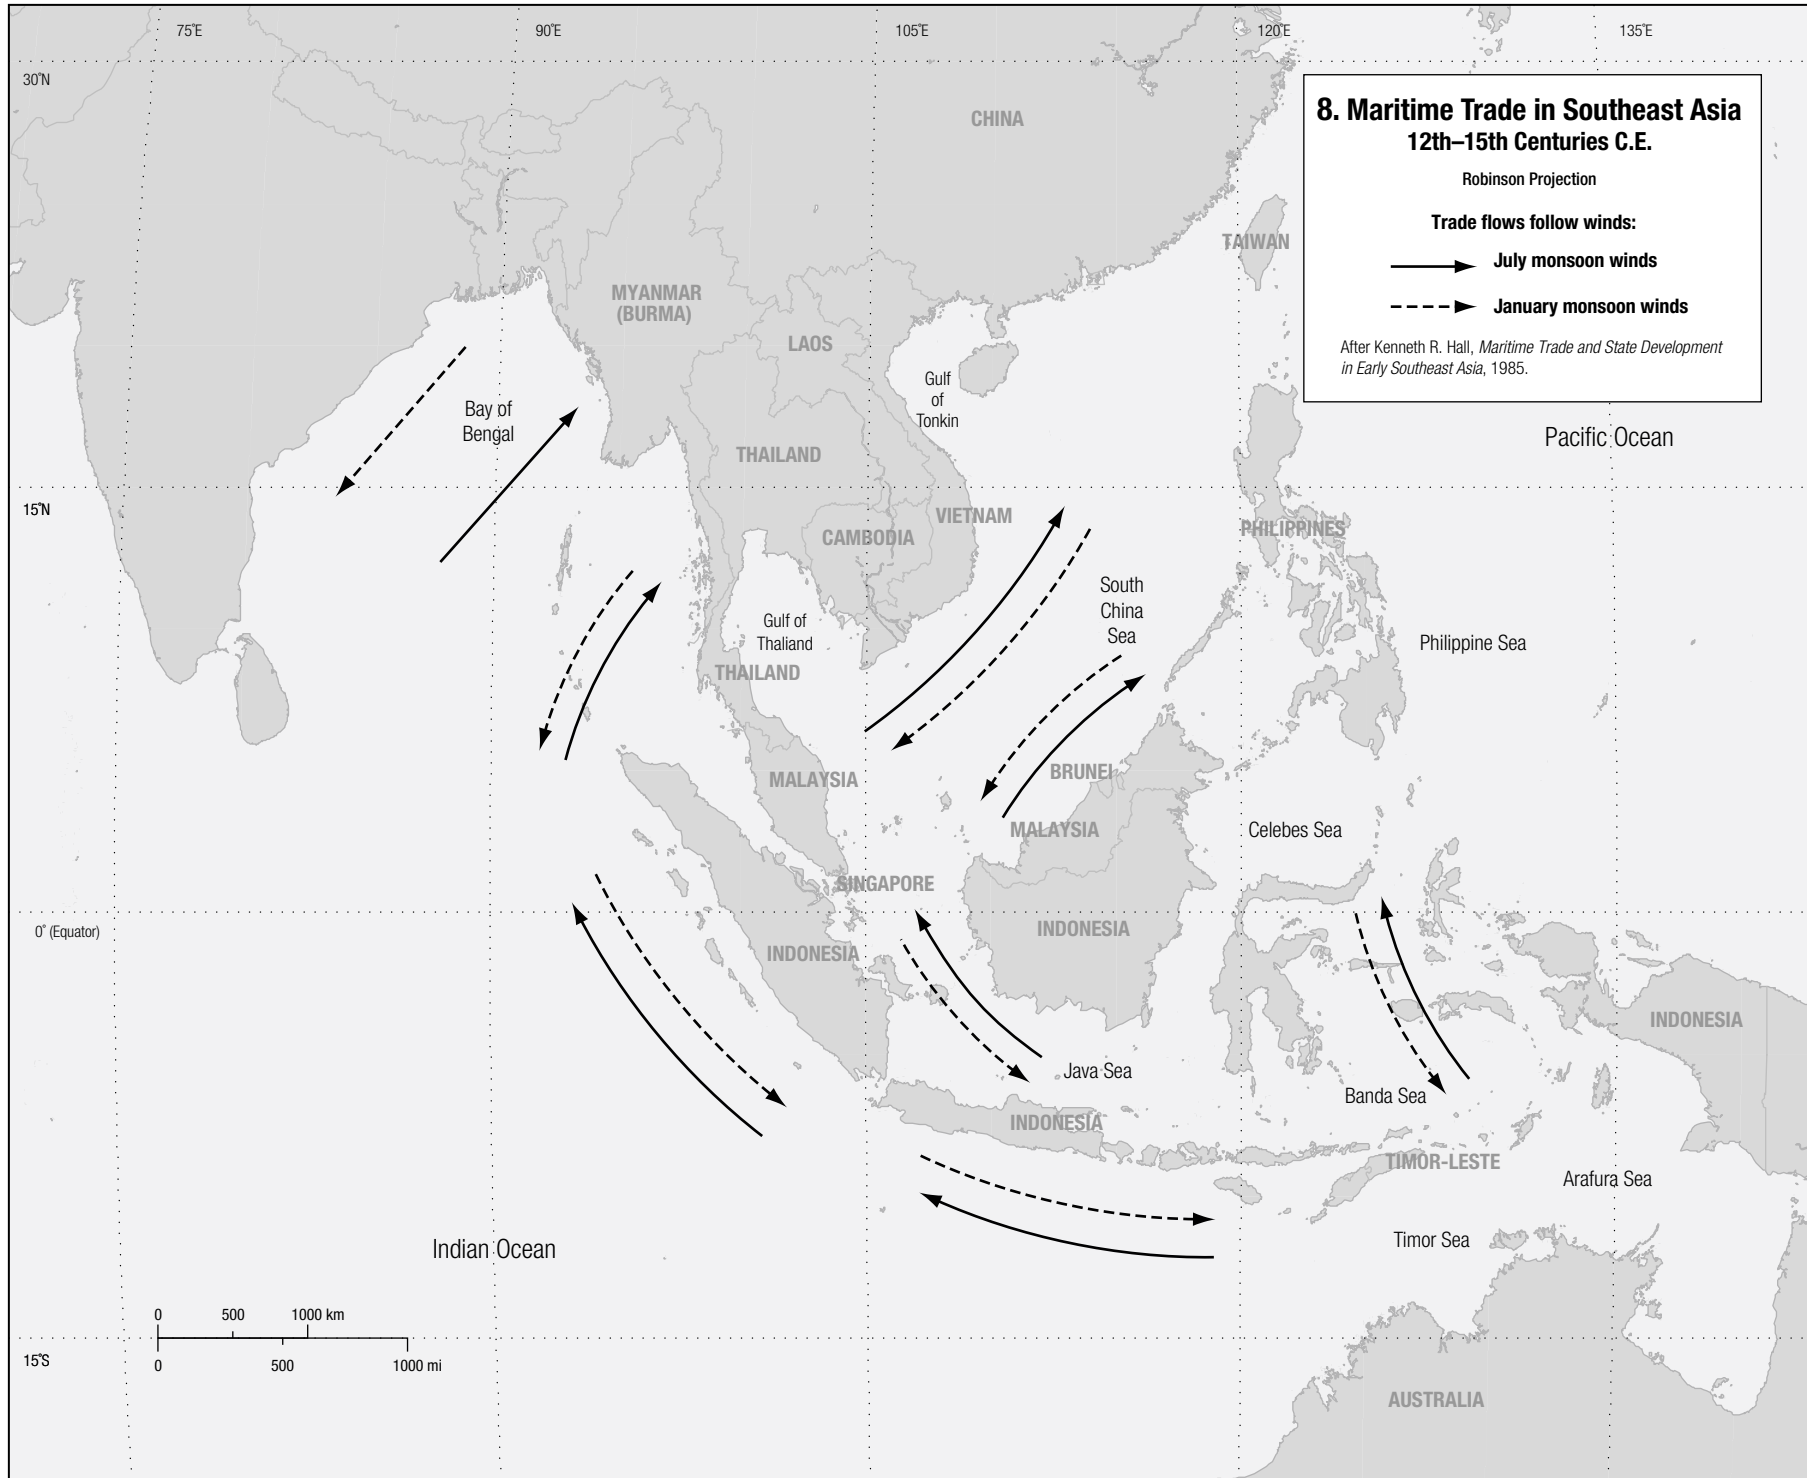 75°E
90°E
105°E
120°E
135°E
30°N
8. Maritime Trade in Southeast Asia
12th–15th Centuries C.E.
Robinson Projection
Trade flows follow winds:
July monsoon winds
January monsoon winds
After Kenneth R. Hall, Maritime Trade and State Development
in Early Southeast Asia, 1985.
CHINA
TAIWAN
MYANMAR
(BURMA)
LAOS
Gulf
of
Tonkin
Bay of
Bengal
Pacific Ocean
THAILAND
15°N
VIETNAM
PHILIPPINES
CAMBODIA
South
China
Sea
Gulf of
Thaliand
Philippine Sea
THAILAND
MALAYSIA
BRUNEI
MALAYSIA
Celebes Sea
SINGAPORE
0° (Equator)
INDONESIA
INDONESIA
INDONESIA
Java Sea
Banda Sea
INDONESIA
TIMOR-LESTE
Arafura Sea
Indian Ocean
Timor Sea
0 500 1000 km
0 500 1000 mi
15°S
AUSTRALIA